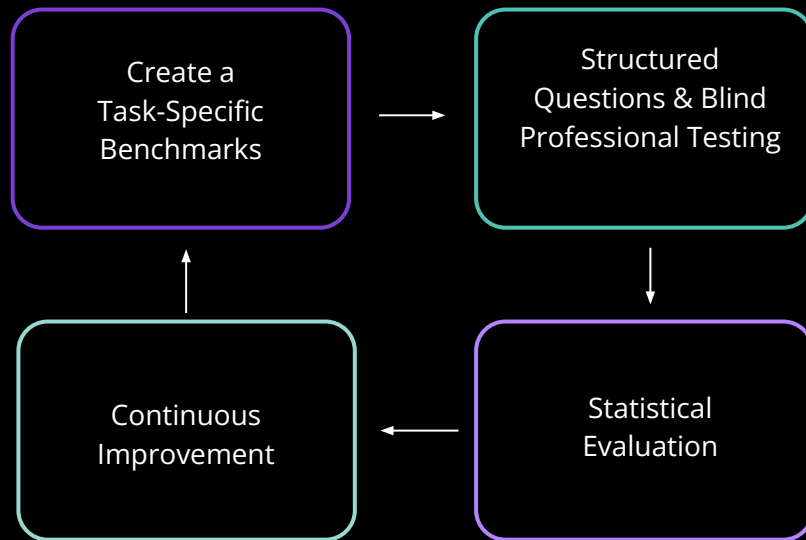 Create a
Task-Specific
Benchmarks
Structured
Questions & Blind
Professional Testing
Continuous
Improvement
Statistical
Evaluation